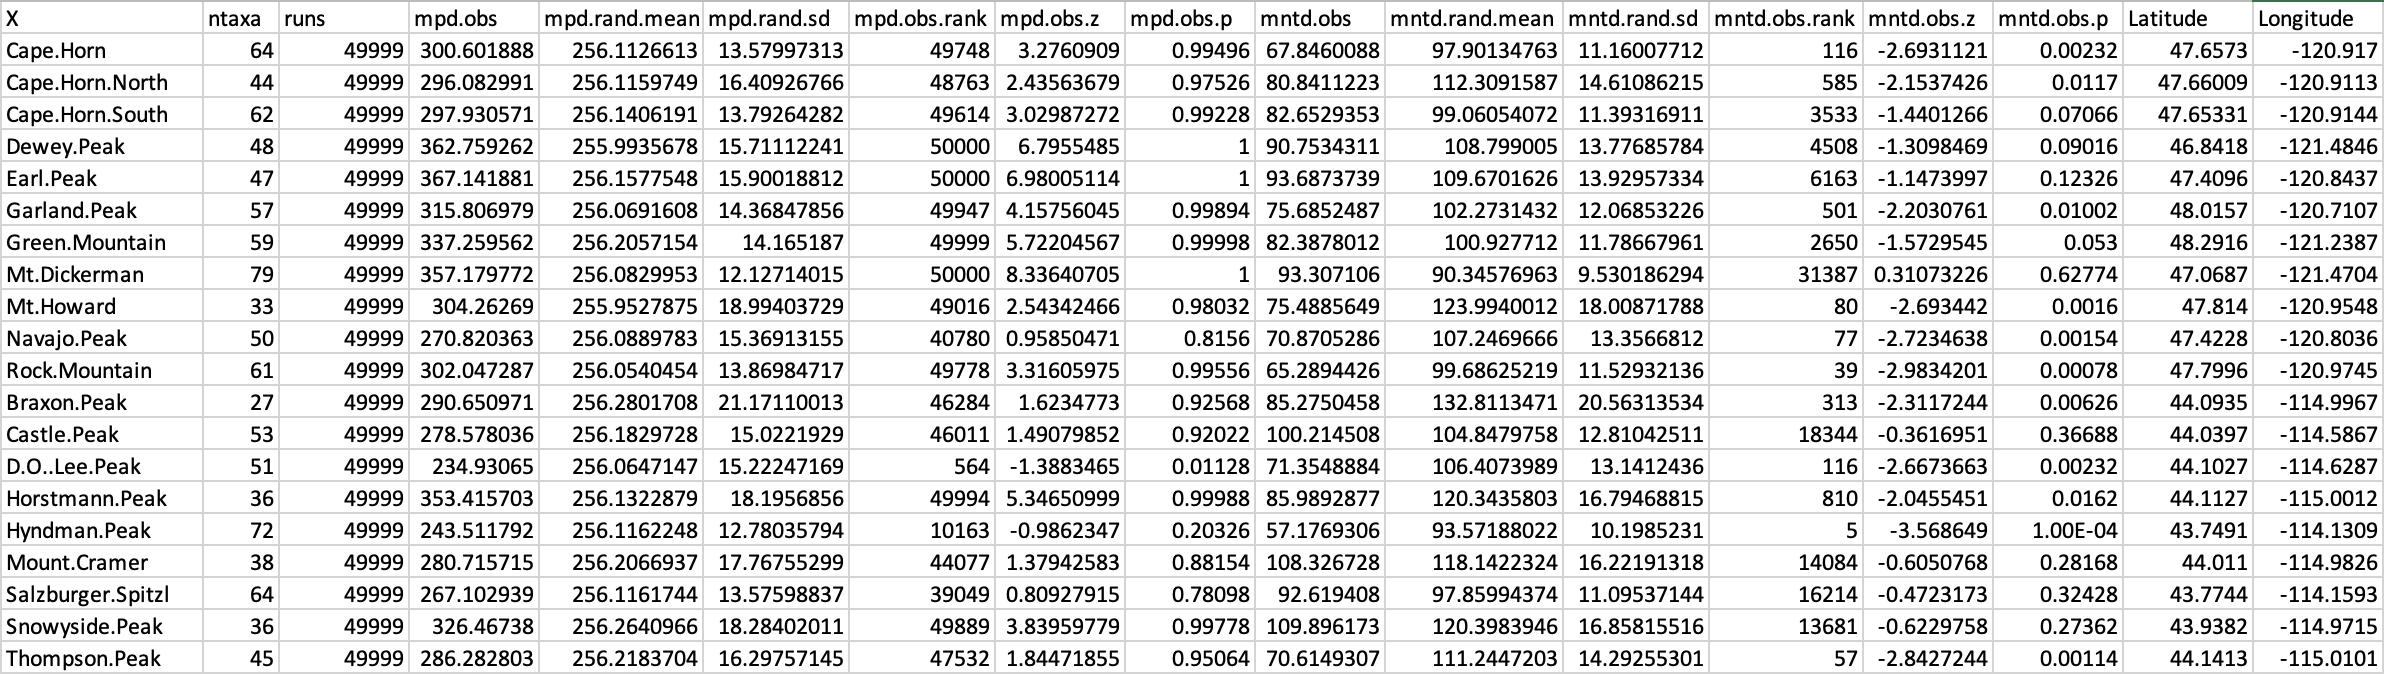 X ntaxa runs mpd.obs mpd.rand.mean mpd.rand.sd mpd.obs.rank mpd.obs.z mpd.obs.p mntd.obs mntd.rand.mean mntd.rand.sd mntd.obs.rank mntd.obs.z mntd.obs.p Latitude Longitude
Cape.Horn 64 49999 300.601888 256.1126613 13.57997313 49748 3.2760909 0.99496 67.8460088 97.90134763 11.16007712 116 -2.6931121 0.00232 47.6573 -120.917
Cape.Horn.North 44 49999 296.082991 256.1159749 16.40926766 48763 2.43563679 0.97526 80.8411223 112.3091587 14.61086215 585 -2.1537426 0.0117 47.66009 -120.9113
Cape.Horn.South 62 49999 297.930571 256.1406191 13.79264282 49614 3.02987272 0.99228 82.6529353 99.06054072 11.39316911 3533 -1.4401266 0.07066 47.65331 -120.9144
Dewey.Peak 48 49999 362.759262 255.9935678 15.71112241 50000 6.7955485 1 90.7534311 108.799005 13.77685784 4508 -1.3098469 0.09016 46.8418 -121.4846
Earl.Peak 47 49999 367.141881 256.1577548 15.90018812 50000 6.98005114 1 93.6873739 109.6701626 13.92957334 6163 -1.1473997 0.12326 47.4096 -120.8437
Garland.Peak 57 49999 315.806979 256.0691608 14.36847856 49947 4.15756045 0.99894 75.6852487 102.2731432 12.06853226 501 -2.2030761 0.01002 48.0157 -120.7107
Green.Mountain 59 49999 337.259562 256.2057154 14.165187 49999 5.72204567 0.99998 82.3878012 100.927712 11.78667961 2650 -1.5729545 0.053 48.2916 -121.2387
Mt.Dickerman 79 49999 357.179772 256.0829953 12.12714015 50000 8.33640705 1 93.307106 90.34576963 9.530186294 31387 0.31073226 0.62774 47.0687 -121.4704
Mt.Howard 33 49999 304.26269 255.9527875 18.99403729 49016 2.54342466 0.98032 75.4885649 123.9940012 18.00871788 80 -2.693442 0.0016 47.814 -120.9548
Navajo.Peak 50 49999 270.820363 256.0889783 15.36913155 40780 0.95850471 0.8156 70.8705286 107.2469666 13.3566812 77 -2.7234638 0.00154 47.4228 -120.8036
Rock.Mountain 61 49999 302.047287 256.0540454 13.86984717 49778 3.31605975 0.99556 65.2894426 99.68625219 11.52932136 39 -2.9834201 0.00078 47.7996 -120.9745
Braxon.Peak 27 49999 290.650971 256.2801708 21.17110013 46284 1.6234773 0.92568 85.2750458 132.8113471 20.56313534 313 -2.3117244 0.00626 44.0935 -114.9967
Castle.Peak 53 49999 278.578036 256.1829728 15.0221929 46011 1.49079852 0.92022 100.214508 104.8479758 12.81042511 18344 -0.3616951 0.36688 44.0397 -114.5867
D.O..Lee.Peak 51 49999 234.93065 256.0647147 15.22247169 564 -1.3883465 0.01128 71.3548884 106.4073989 13.1412436 116 -2.6673663 0.00232 44.1027 -114.6287
Horstmann.Peak 36 49999 353.415703 256.1322879 18.1956856 49994 5.34650999 0.99988 85.9892877 120.3435803 16.79468815 810 -2.0455451 0.0162 44.1127 -115.0012
Hyndman.Peak 72 49999 243.511792 256.1162248 12.78035794 10163 -0.9862347 0.20326 57.1769306 93.57188022 10.1985231 5 -3.568649 1.00E-04 43.7491 -114.1309
Mount.Cramer 38 49999 280.715715 256.2066937 17.76755299 44077 1.37942583 0.88154 108.326728 118.1422324 16.22191318 14084 -0.6050768 0.28168 44.011 -114.9826
Salzburger.Spitzl 64 49999 267.102939 256.1161744 13.57598837 39049 0.80927915 0.78098 92.619408 97.85994374 11.09537144 16214 -0.4723173 0.32428 43.7744 -114.1593
Snowyside.Peak 36 49999 326.46738 256.2640966 18.28402011 49889 3.83959779 0.99778 109.896173 120.3983946 16.85815516 13681 -0.6229758 0.27362 43.9382 -114.9715
Thompson.Peak 45 49999 286.282803 256.2183704 16.29757145 47532 1.84471855 0.95064 70.6149307 111.2447203 14.29255301 57 -2.8427244 0.00114 44.1413 -115.0101